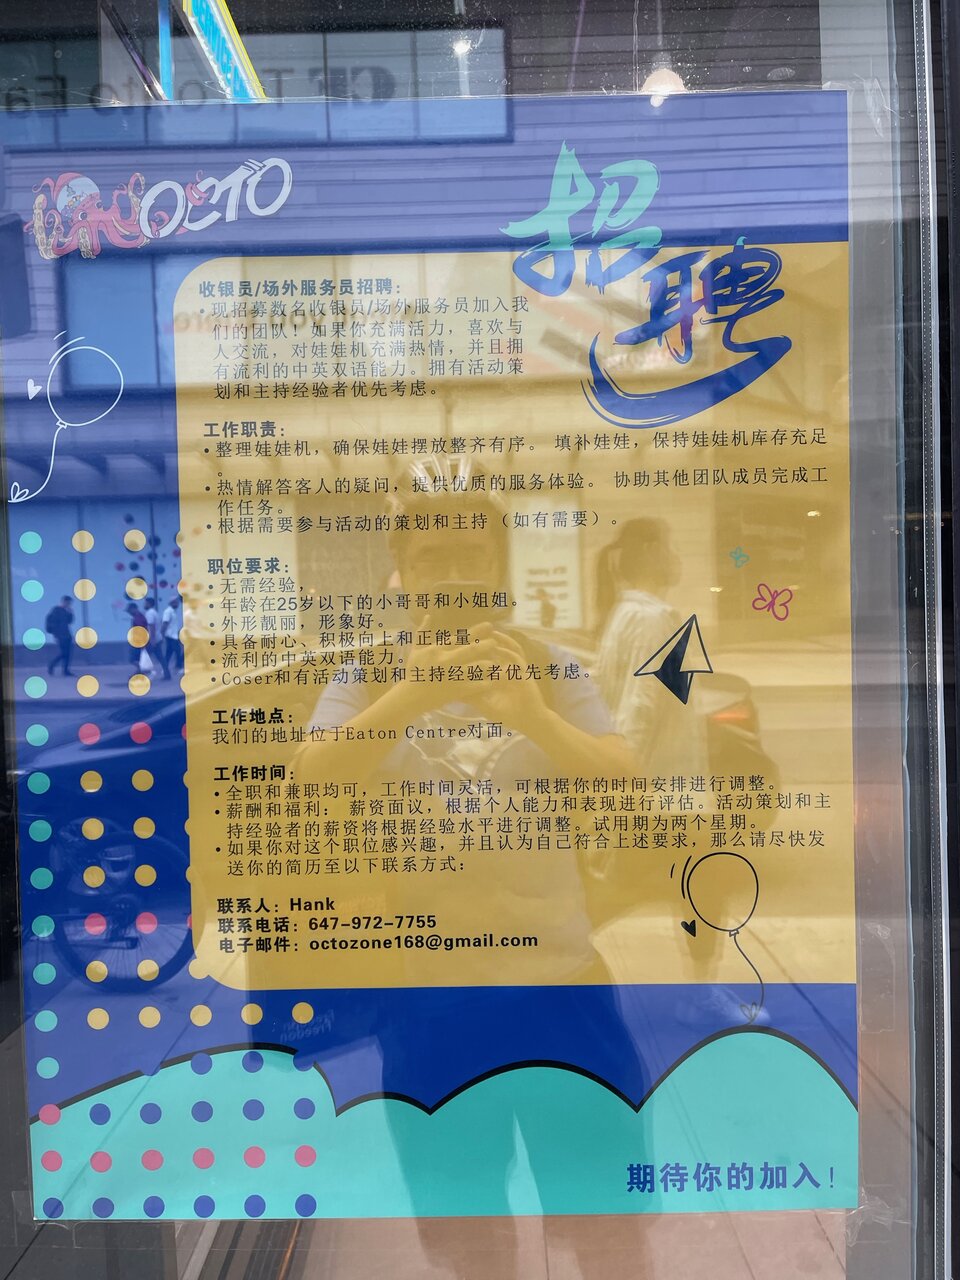 CF Toronto Ea
OCTO
招聘
收银员/场外服务员招聘：
•现招募数名收银员/场外服务员加入我
们的团队！如果你充满活力，喜欢与
人交流，对娃娃机充满热情，并且拥
有流利的中英双语能力。拥有活动策
划和主持经验者优先考虑。
工作职责：
•整理娃娃机，确保娃娃摆放整齐有序。 填补娃娃，保持娃娃机库存充足
。
•热情解答客人的疑问，提供优质的服务体验。 协助其他团队成员完成工
作任务。
•根据需要参与活动的策划和主持（如有需要）。
职位要求：
•无需经验，
•年龄在25岁以下的小哥哥和小姐姐。
•外形靓丽，形象好。
•具备耐心、积极向上和正能量。
•流利的中英双语能力。
•Coser和有活动策划和主持经验者优先考虑。
工作地点：
我们的地址位于Eaton Centre对面。
工作时间：
•全职和兼职均可，工作时间灵活，可根据你的时间安排进行调整。
•薪酬和福利： 薪资面议，根据个人能力和表现进行评估。活动策划和主
持经验者的薪资将根据经验水平进行调整。试用期为两个星期。
•如果你对这个职位感兴趣，并且认为自己符合上述要求，那么请尽快发
送你的简历至以下联系方式：
联系人：Hank
联系电话：647-972-7755
电子邮件：octozone168@gmail.com
期待你的加入！